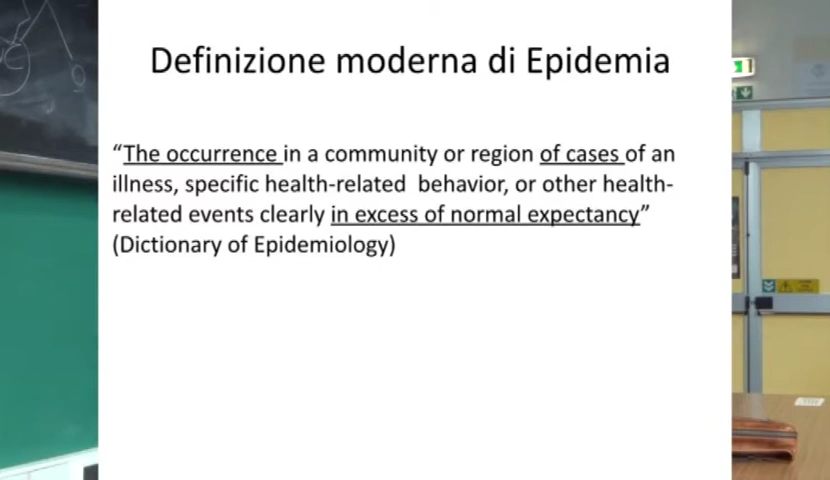 Definizione moderna di Epidemia
“The occurrence in a community or region of cases of an
illness, specific health-related behavior, or other health-
related events clearly in excess of normal expectancy”
(Dictionary of Epidemiology)